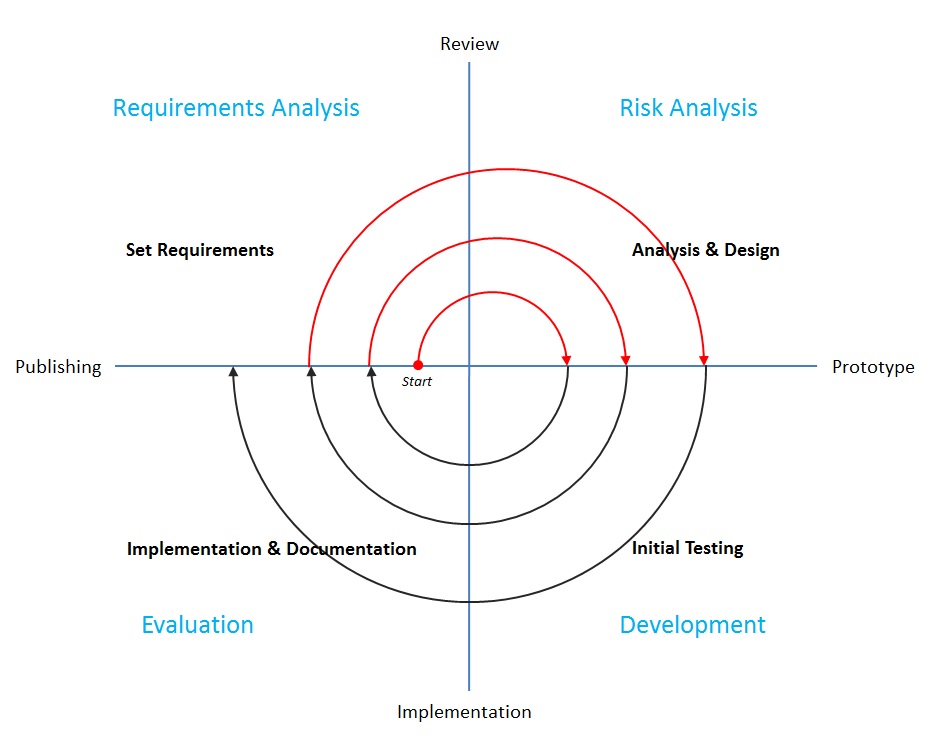 Review
Requirements Analysis
Risk Analysis
Set Requirements
Analysis & Design
Publishing
Prototype
Start
Implementation & Documentation
Initial Testing
Evaluation
Development
Implementation